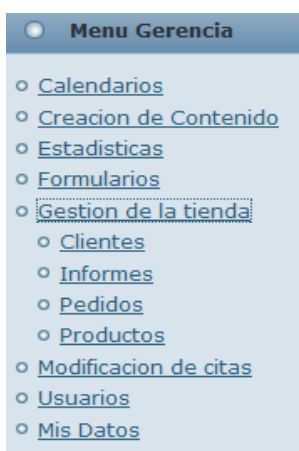 Menu Gerencia
Calendarios
Creacion de Contenido
Estadisticas
Formularios
Gestion de la tienda
Clientes
Informes
Pedidos
Productos
Modificacion de citas
Usuarios
Mis Datos